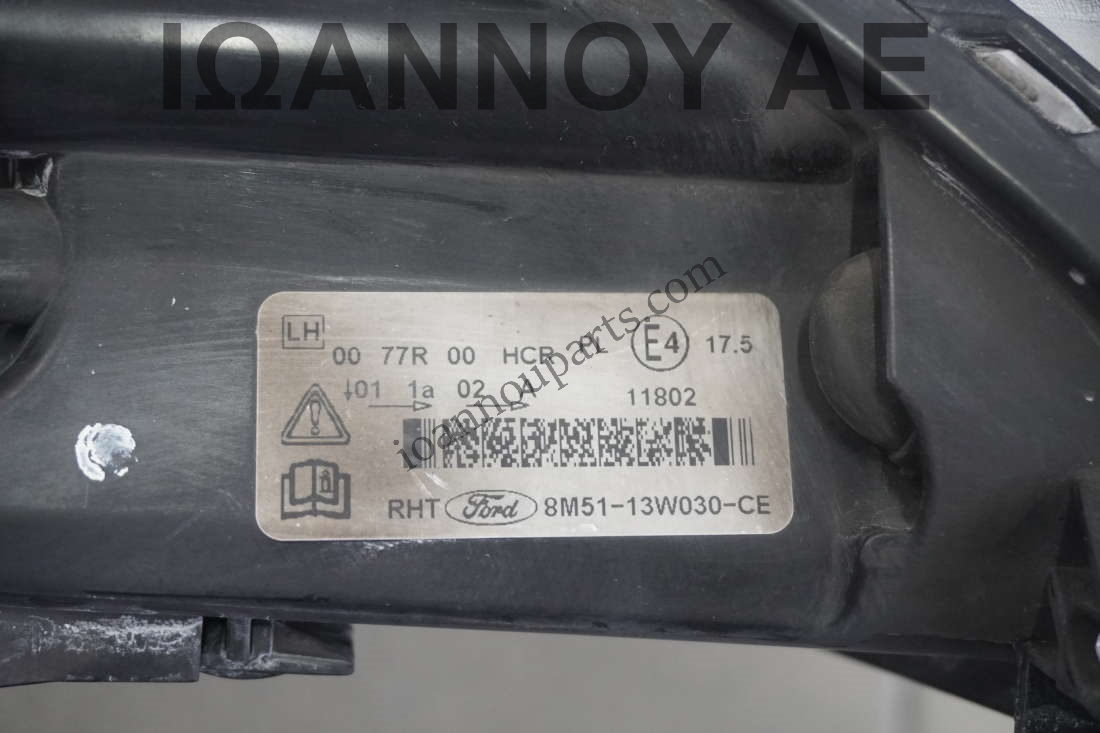 ΙΩΑΝΝΟΥ ΑΕ
LH
00 77R 00 HCR PL E4 17.5
↓01 1a 02 A 11802
ioannouparts.com
RHT Ford 8M51-13W030-CE